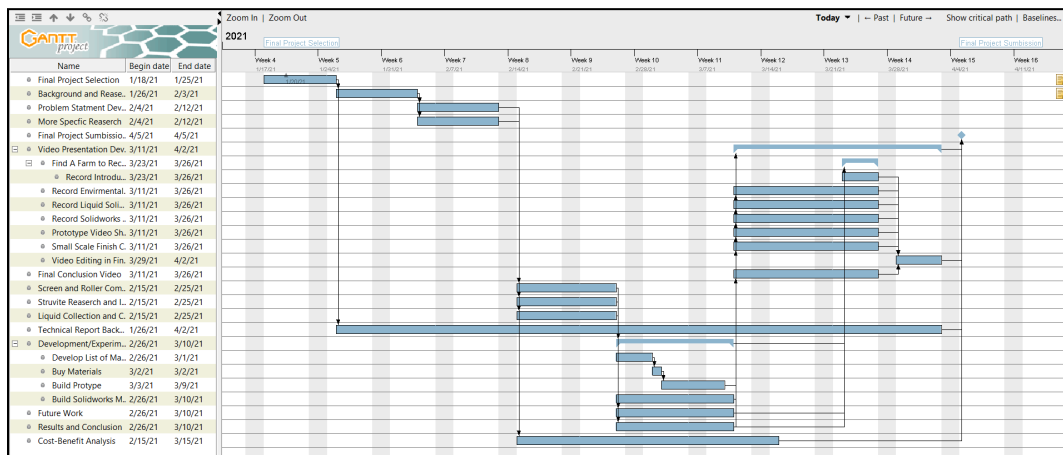 Zoom In | Zoom Out
Today ▼ | ← Past | Future → Show critical path | Baselines...
GANTT project
2021
Final Project Selection
Final Project Sumbission
Name Begin date End date
Week 4 Week 5 Week 6 Week 7 Week 8 Week 9 Week 10 Week 11 Week 12 Week 13 Week 14 Week 15 Week 16
1/17/21 1/24/21 1/31/21 2/7/21 2/14/21 2/21/21 2/28/21 3/7/21 3/14/21 3/21/21 3/28/21 4/4/21 4/11/21
Final Project Selection 1/18/21 1/25/21
Background and Rease.. 1/26/21 2/3/21
Problem Statment Dev.. 2/4/21 2/12/21
More Specfic Reaserch 2/4/21 2/12/21
Final Project Sumbissio.. 4/5/21 4/5/21
Video Presentation Dev. 3/11/21 4/2/21
Find A Farm to Rec... 3/23/21 3/26/21
Record Introdu... 3/23/21 3/26/21
Record Envirmental. 3/11/21 3/26/21
Record Liquid Soli... 3/11/21 3/26/21
Record Solidworks .. 3/11/21 3/26/21
Prototype Video Sh.. 3/11/21 3/26/21
Small Scale Finish C. 3/11/21 3/26/21
Video Editing in Fin. 3/29/21 4/2/21
Final Conclusion Video 3/11/21 3/26/21
Screen and Roller Com.. 2/15/21 2/25/21
Struvite Reaserch and I.. 2/15/21 2/25/21
Liquid Collection and C. 2/15/21 2/25/21
Technical Report Back... 1/26/21 4/2/21
Development/Experim.. 2/26/21 3/10/21
Develop List of Ma... 2/26/21 3/1/21
Buy Materials 3/2/21 3/2/21
Build Protype 3/3/21 3/9/21
Build Solidworks M.. 2/26/21 3/10/21
Future Work 2/26/21 3/10/21
Results and Conclusion 2/26/21 3/10/21
Cost-Benefit Analysis 2/15/21 3/15/21